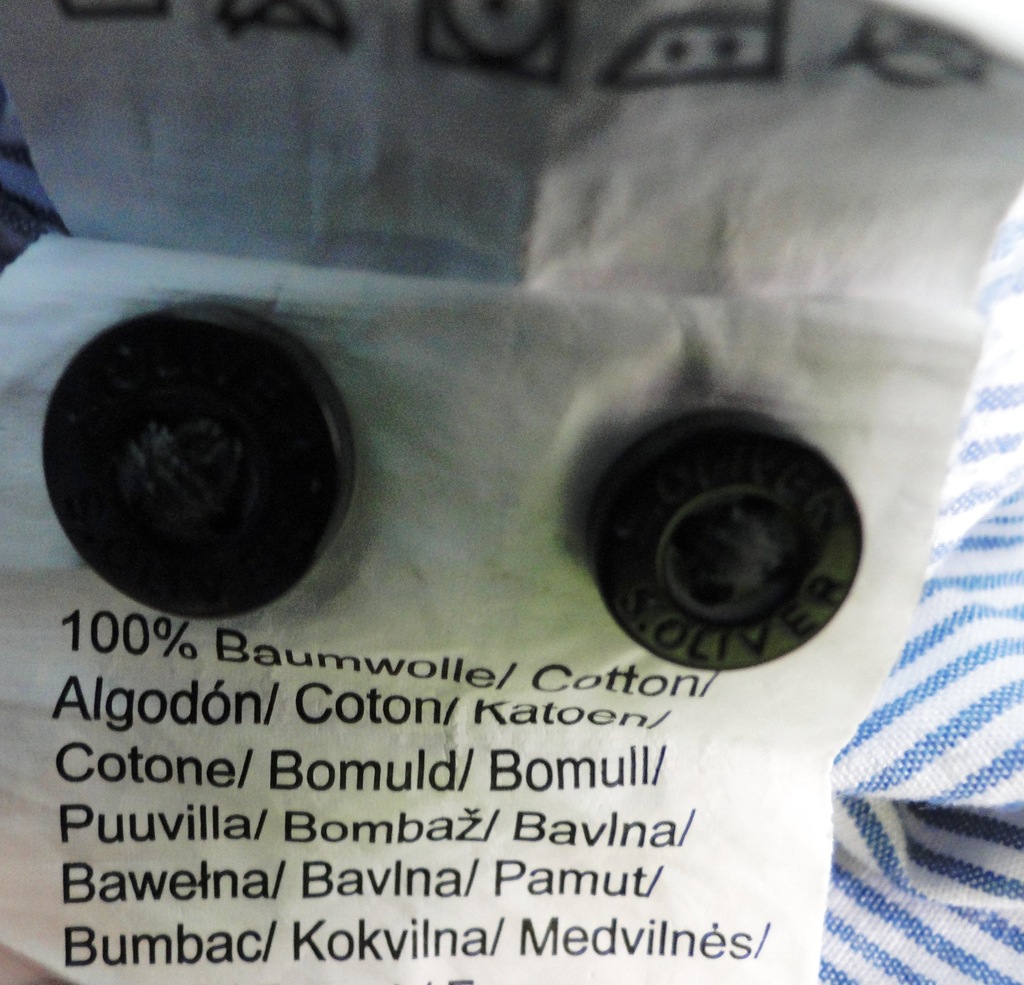 S.OLIVER
S.OLIVER
100% Baumwolle/ Cotton/
Algodón/ Coton/ Katoen/
Cotone/ Bomuld/ Bomull/
Puuvilla/ Bombaž/ Bavlna/
Bawełna/ Bavlna/ Pamut/
Bumbac/ Kokvilna/ Medvilnės/